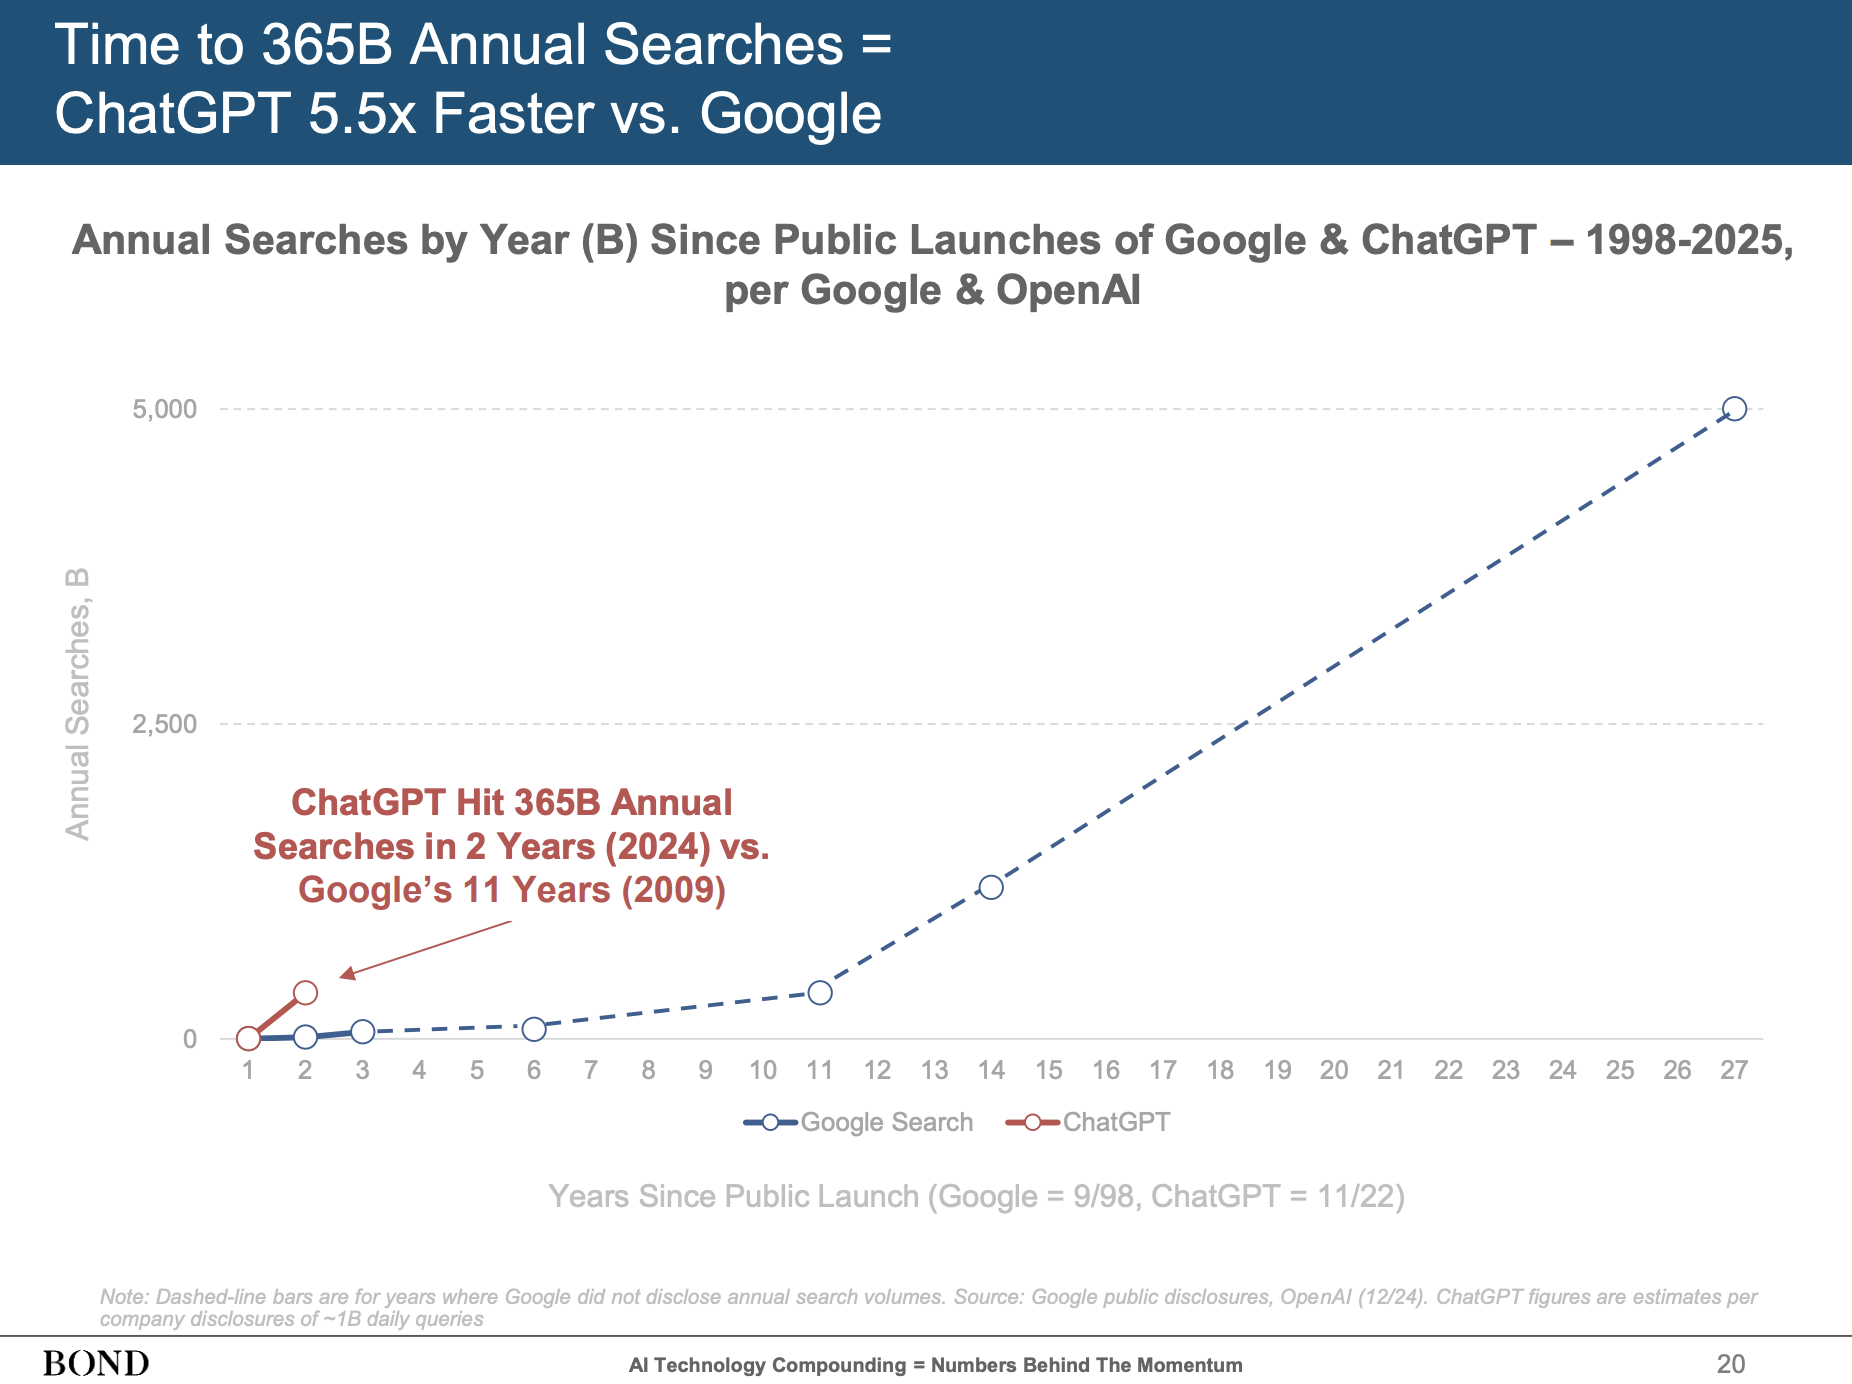 Time to 365B Annual Searches =
ChatGPT 5.5x Faster vs. Google
Annual Searches by Year (B) Since Public Launches of Google & ChatGPT – 1998-2025,
per Google & OpenAI
Annual Searches, B
5,000
2,500
0
ChatGPT Hit 365B Annual
Searches in 2 Years (2024) vs.
Google’s 11 Years (2009)
1 2 3 4 5 6 7 8 9 10 11 12 13 14 15 16 17 18 19 20 21 22 23 24 25 26 27
Google Search ChatGPT
Years Since Public Launch (Google = 9/98, ChatGPT = 11/22)
Note: Dashed-line bars are for years where Google did not disclose annual search volumes. Source: Google public disclosures, OpenAI (12/24). ChatGPT figures are estimates per
company disclosures of ~1B daily queries
BOND
AI Technology Compounding = Numbers Behind The Momentum
20